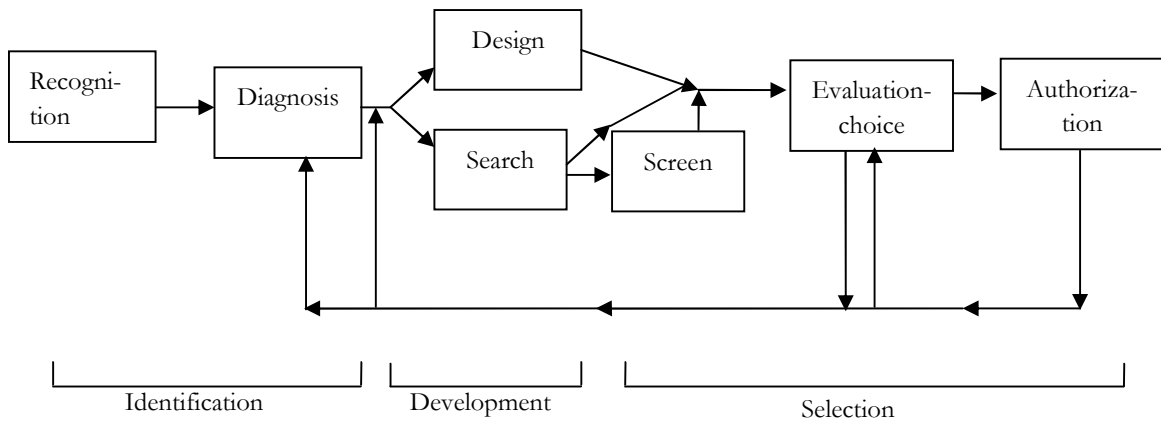 Recogni-
tion
Diagnosis
Design
Search
Screen
Evaluation-
choice
Authoriza-
tion
Identification
Development
Selection